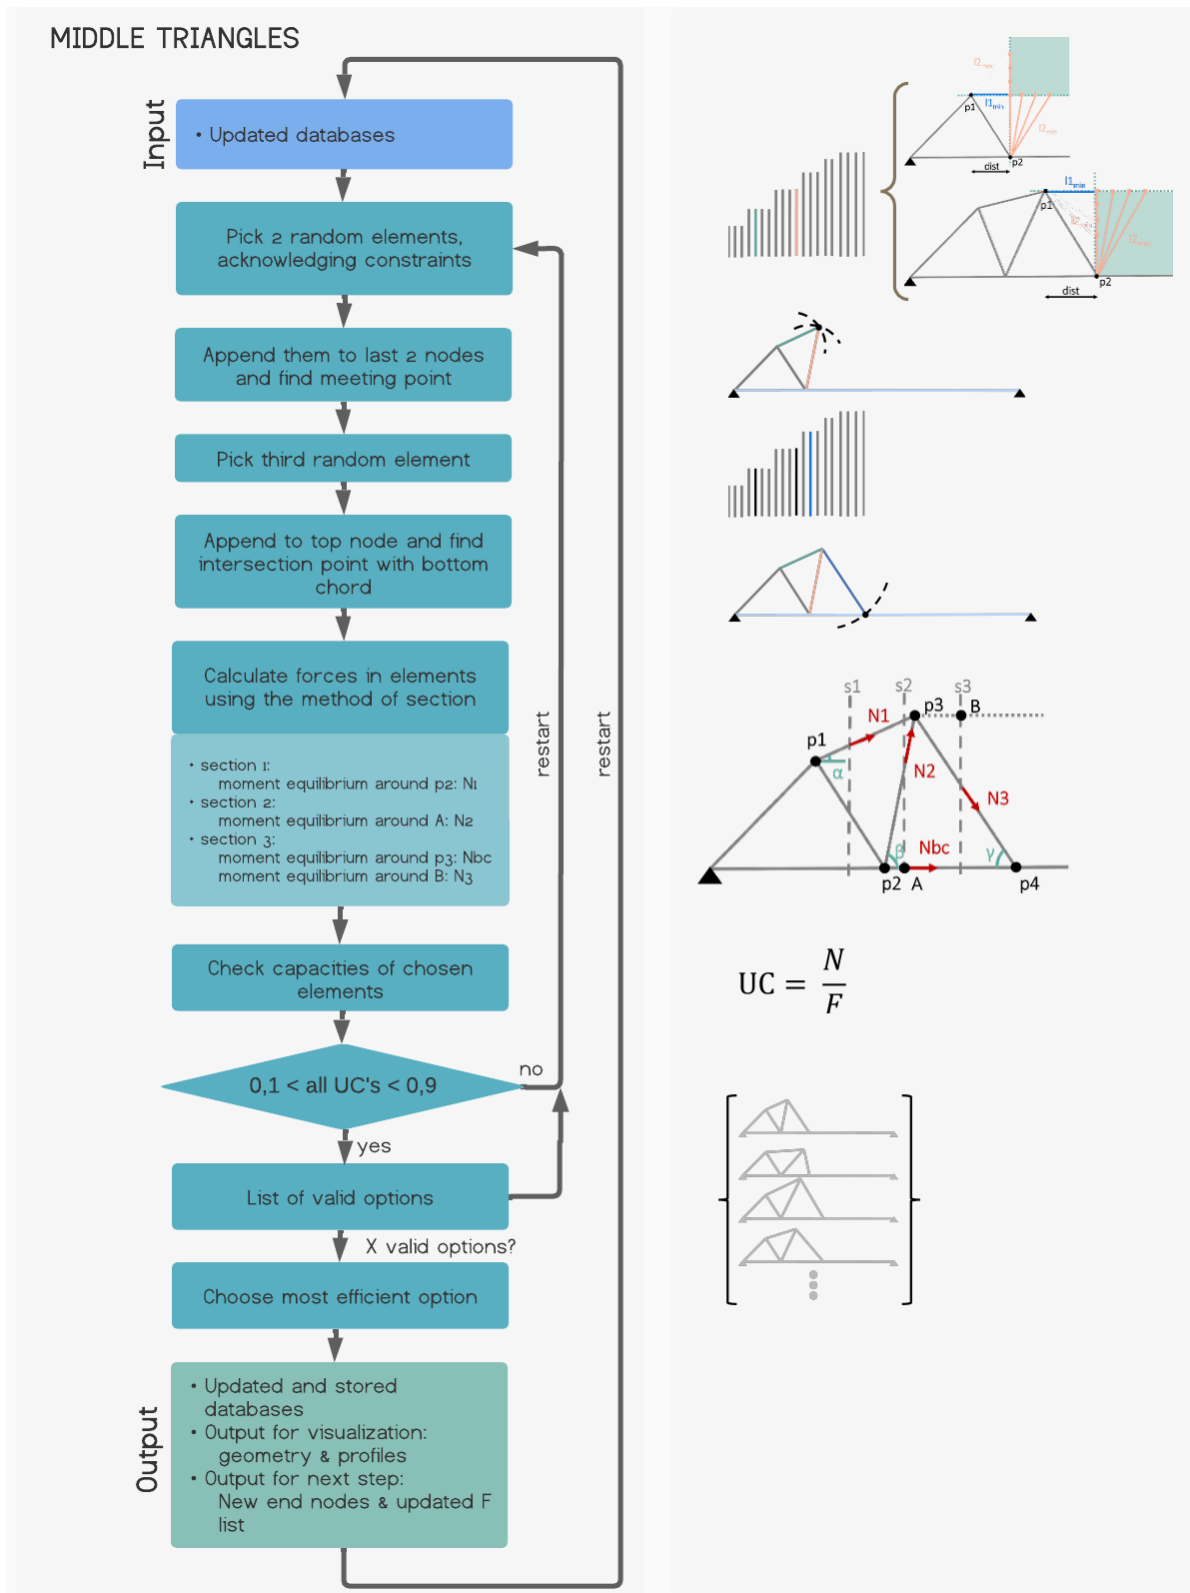 MIDDLE TRIANGLES
Input
• Updated databases
Pick 2 random elements,
acknowledging constraints
Append them to last 2 nodes
and find meeting point
Pick third random element
Append to top node and find
intersection point with bottom
chord
Calculate forces in elements
using the method of section
• section 1:
moment equilibrium around p2: N1
• section 2:
moment equilibrium around A: N2
• section 3:
moment equilibrium around p3: Nbc
moment equilibrium around B: N3
Check capacities of chosen
elements
0,1 < all UC's < 0,9
no
yes
List of valid options
X valid options?
Choose most efficient option
Output
• Updated and stored
databases
• Output for visualization:
geometry & profiles
• Output for next step:
New end nodes & updated F
list
restart
restart
l2min
p1
l1min
l2min
p2
dist
l1min
p1
l2min
l2min
p2
dist
s1
s2
s3
p3
B
N1
p1
α
N2
N3
β
Nbc
γ
p2
A
p4
UC = N
F